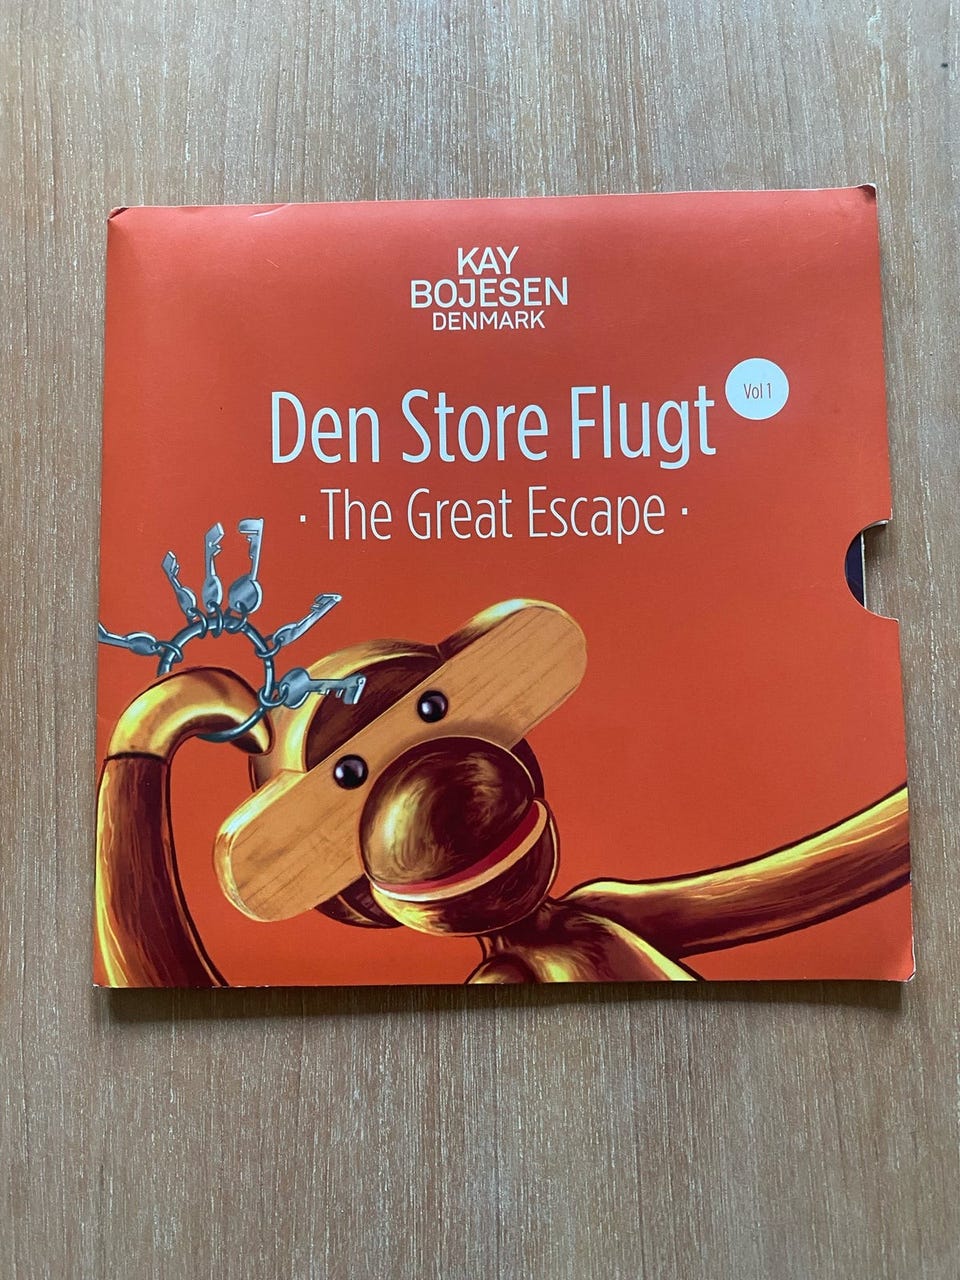 KAY
BOJESEN
DENMARK
Den Store Flugt
Vol 1
· The Great Escape ·